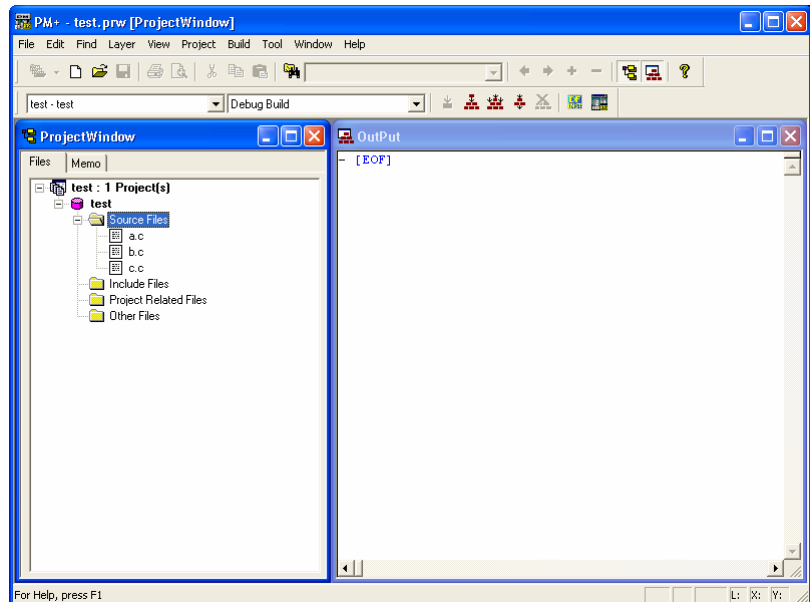 PM+ - test.prw [ProjectWindow]
File Edit Find Layer View Project Build Tool Window Help
test - test
Debug Build
ProjectWindow
Files
Memo
test : 1 Project(s)
test
Source Files
a.c
b.c
c.c
Include Files
Project Related Files
Other Files
OutPut
[EOF]
For Help, press F1
L: X: Y: